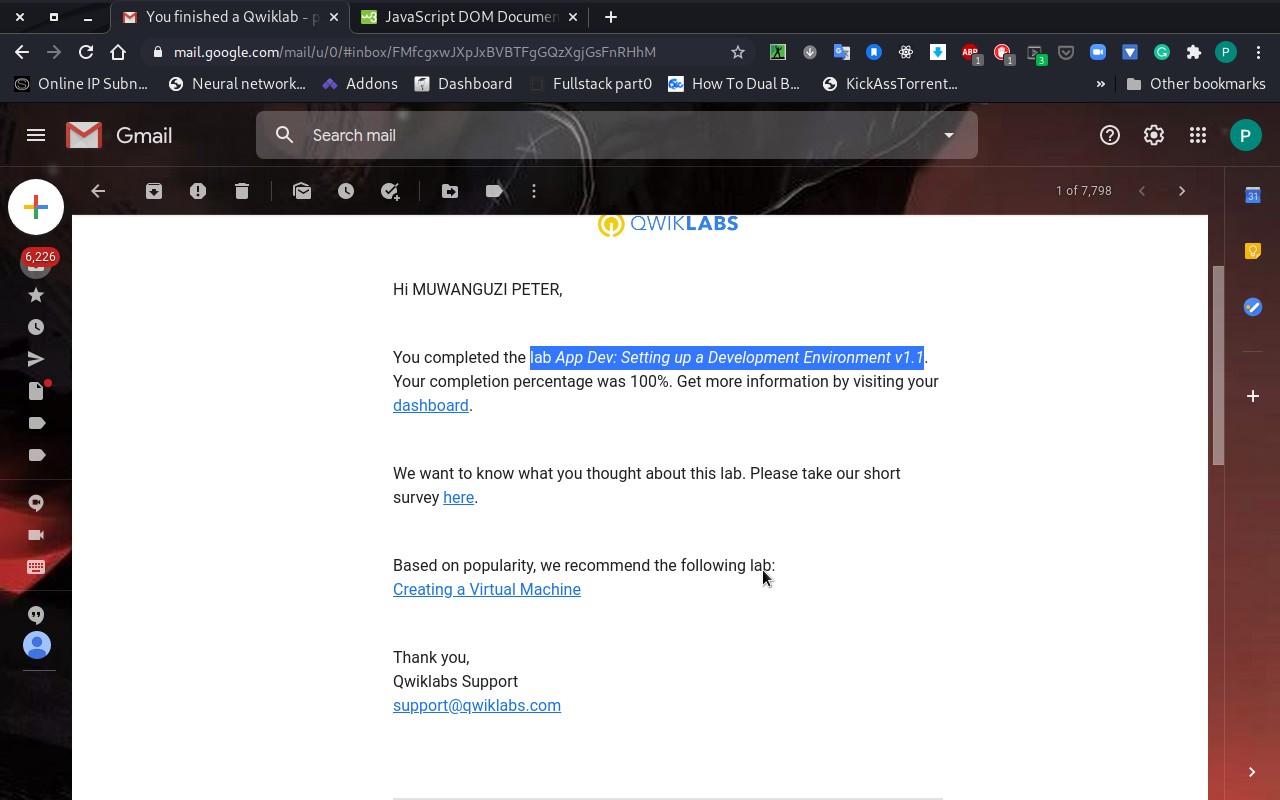 You finished a Qwiklab - p
JavaScript DOM Documen
mail.google.com/mail/u/0/#inbox/FMfcgxwJXpJxBVBTFgGQzXgjGsFnRHhM
ABP
1
1
3
P
Online IP Subn...
Neural network...
Addons
Dashboard
Fullstack part0
How To Dual B...
KickAssTorrent...
»
Other bookmarks
Gmail
Search mail
P
1 of 7,798
31
6,226
QWIKLABS
Hi MUWANGUZI PETER,
You completed the lab App Dev: Setting up a Development Environment v1.1.
Your completion percentage was 100%. Get more information by visiting your
dashboard.
We want to know what you thought about this lab. Please take our short
survey here.
Based on popularity, we recommend the following lab:
Creating a Virtual Machine
Thank you,
Qwiklabs Support
support@qwiklabs.com